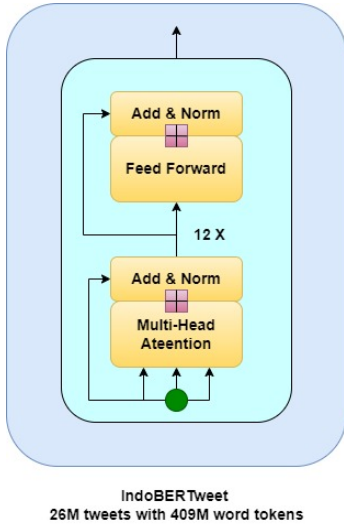 Add & Norm
Feed Forward
12 X
Add & Norm
Multi-Head
Ateention
IndoBERTweet
26M tweets with 409M word tokens